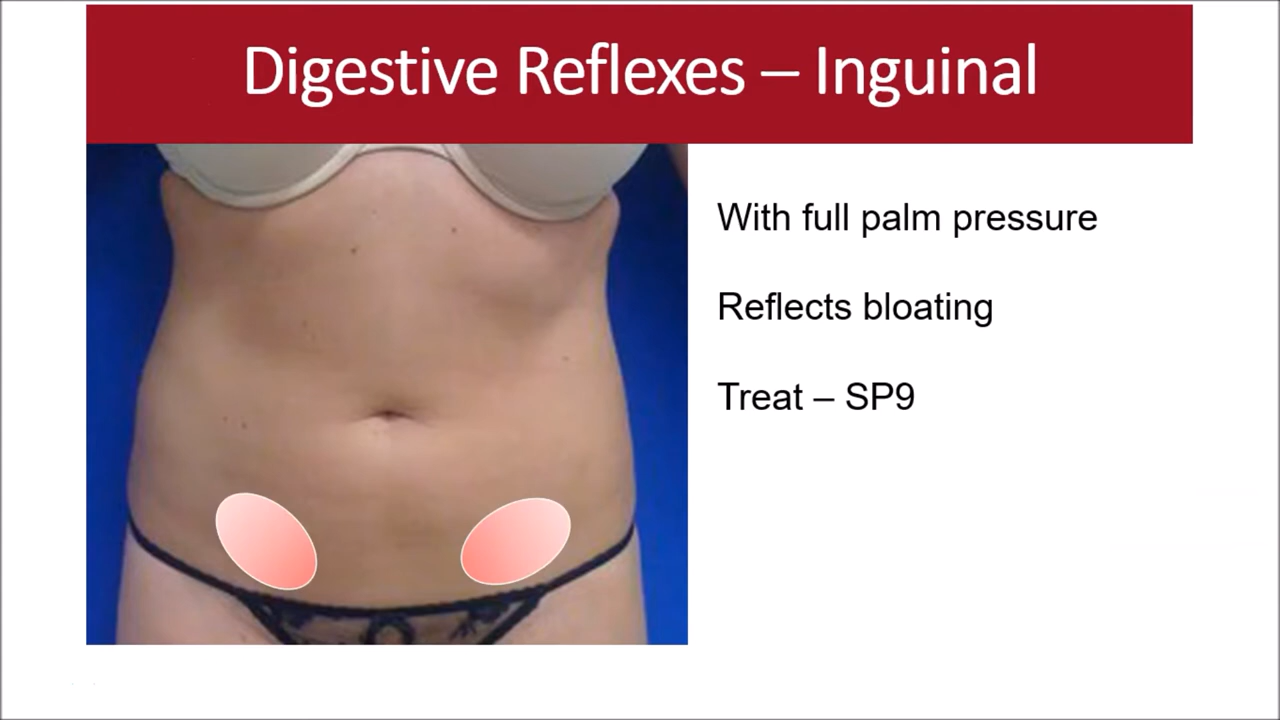 Digestive Reflexes – Inguinal
With full palm pressure
Reflects bloating
Treat – SP9